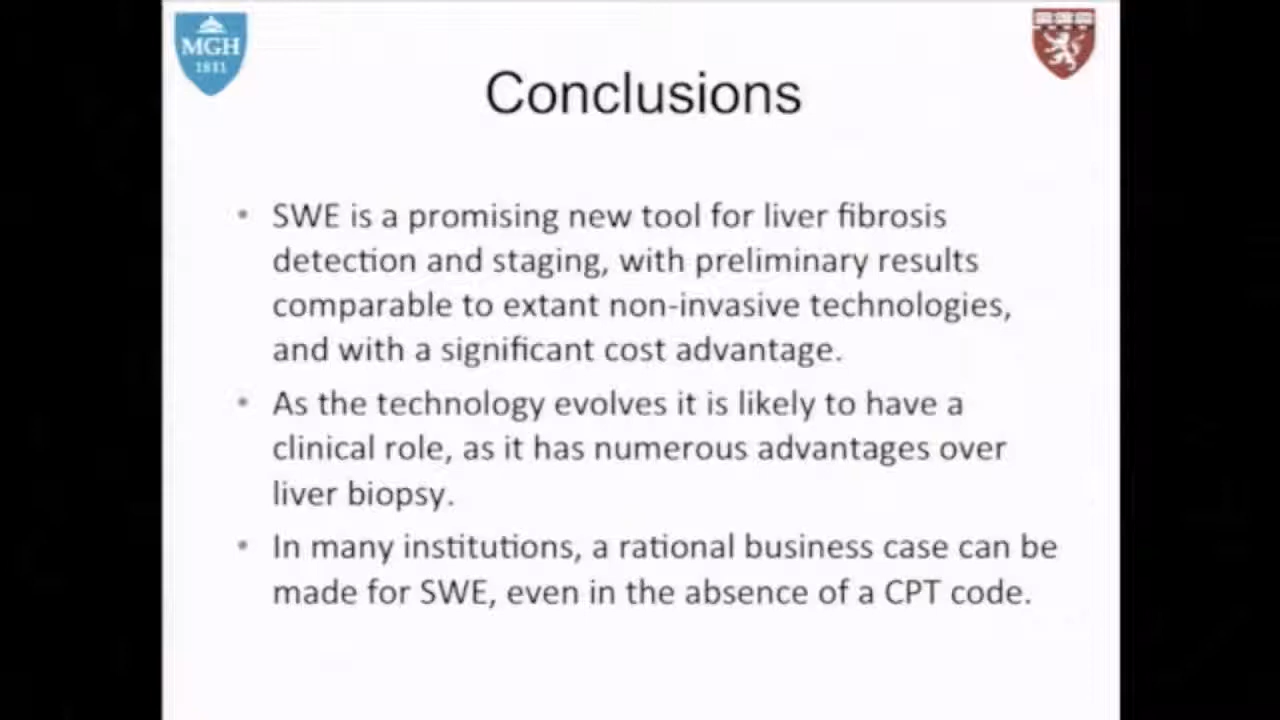 MGH
1811
Conclusions
• SWE is a promising new tool for liver fibrosis
detection and staging, with preliminary results
comparable to extant non-invasive technologies,
and with a significant cost advantage.
• As the technology evolves it is likely to have a
clinical role, as it has numerous advantages over
liver biopsy.
• In many institutions, a rational business case can be
made for SWE, even in the absence of a CPT code.